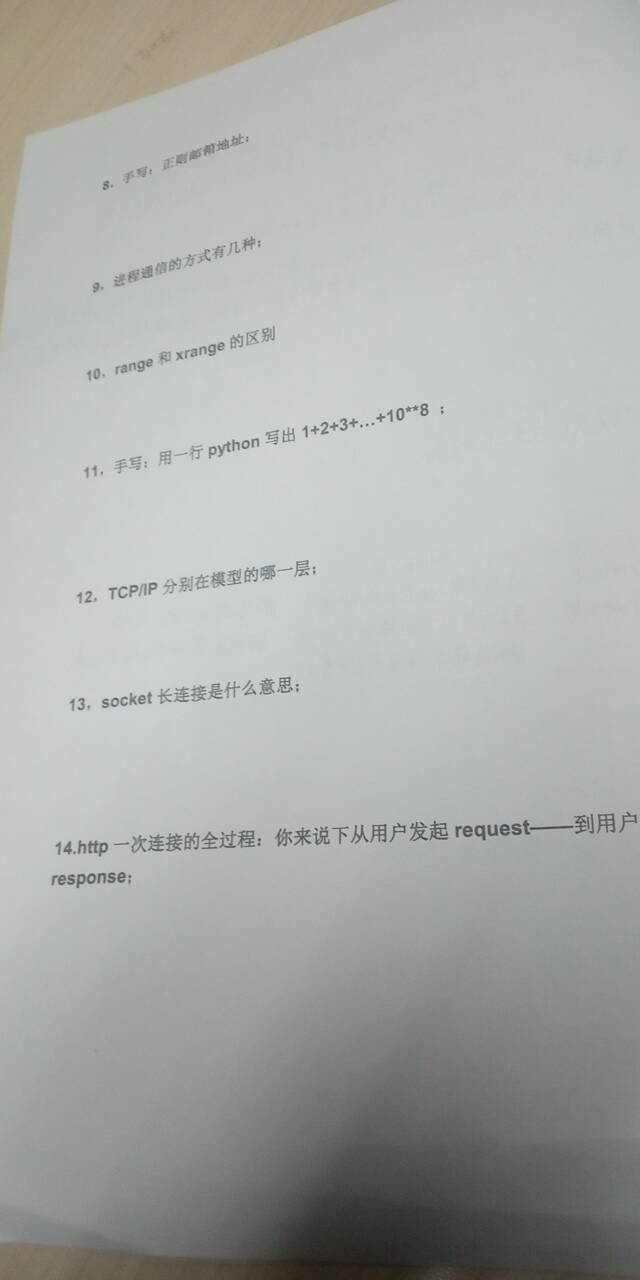 8，手写：正则邮箱地址；
9，进程通信的方式有几种；
10，range 和 xrange 的区别
11，手写：用一行 python 写出 1+2+3+…+10**8 ；
12，TCP/IP 分别在模型的哪一层；
13，socket 长连接是什么意思；
14.http 一次连接的全过程：你来说下从用户发起 request——到用户
response；